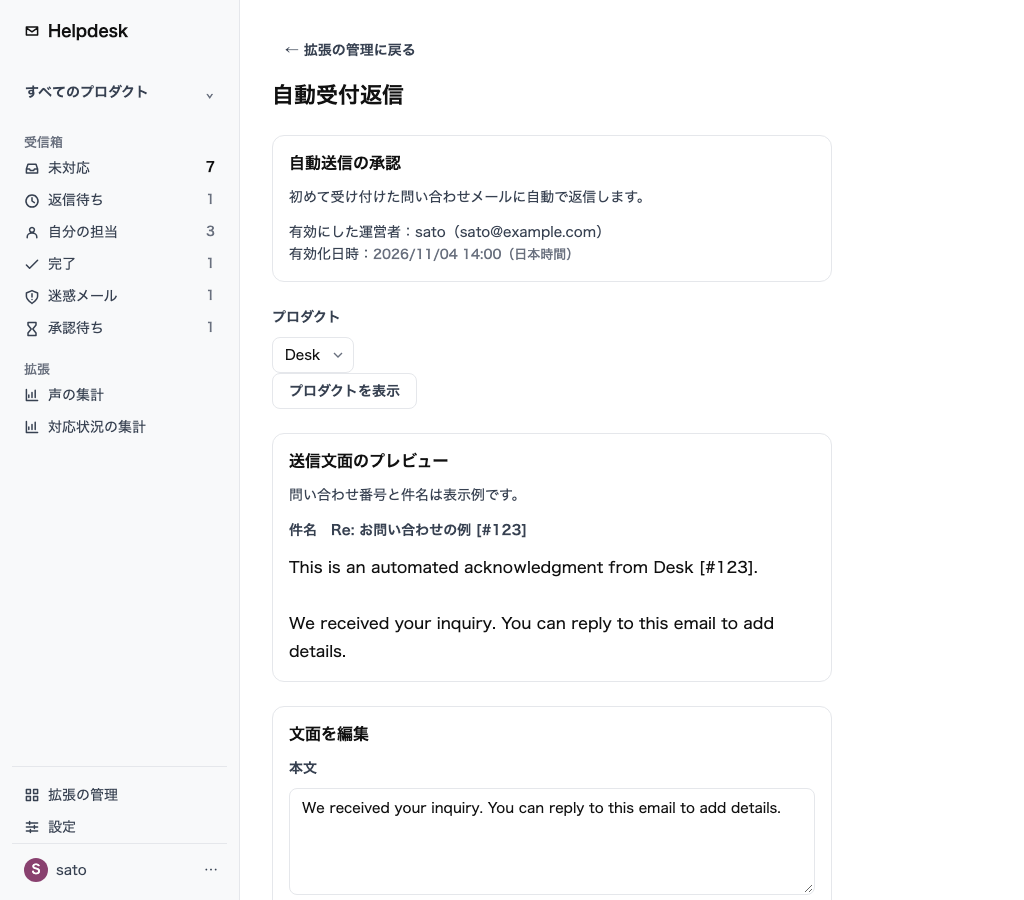 Helpdesk
すべてのプロダクト
受信箱
未対応 7
返信待ち 1
自分の担当 3
完了 1
迷惑メール 1
承認待ち 1
拡張
声の集計
対応状況の集計
拡張の管理
設定
S sato ...
← 拡張の管理に戻る
自動受付返信
自動送信の承認
初めて受け付けた問い合わせメールに自動で返信します。
有効にした運営者：sato（sato@example.com）
有効化日時：2026/11/04 14:00（日本時間）
プロダクト
Desk
プロダクトを表示
送信文面のプレビュー
問い合わせ番号と件名は表示例です。
件名　Re: お問い合わせの例 [#123]
This is an automated acknowledgment from Desk [#123].
We received your inquiry. You can reply to this email to add
details.
文面を編集
本文
We received your inquiry. You can reply to this email to add details.